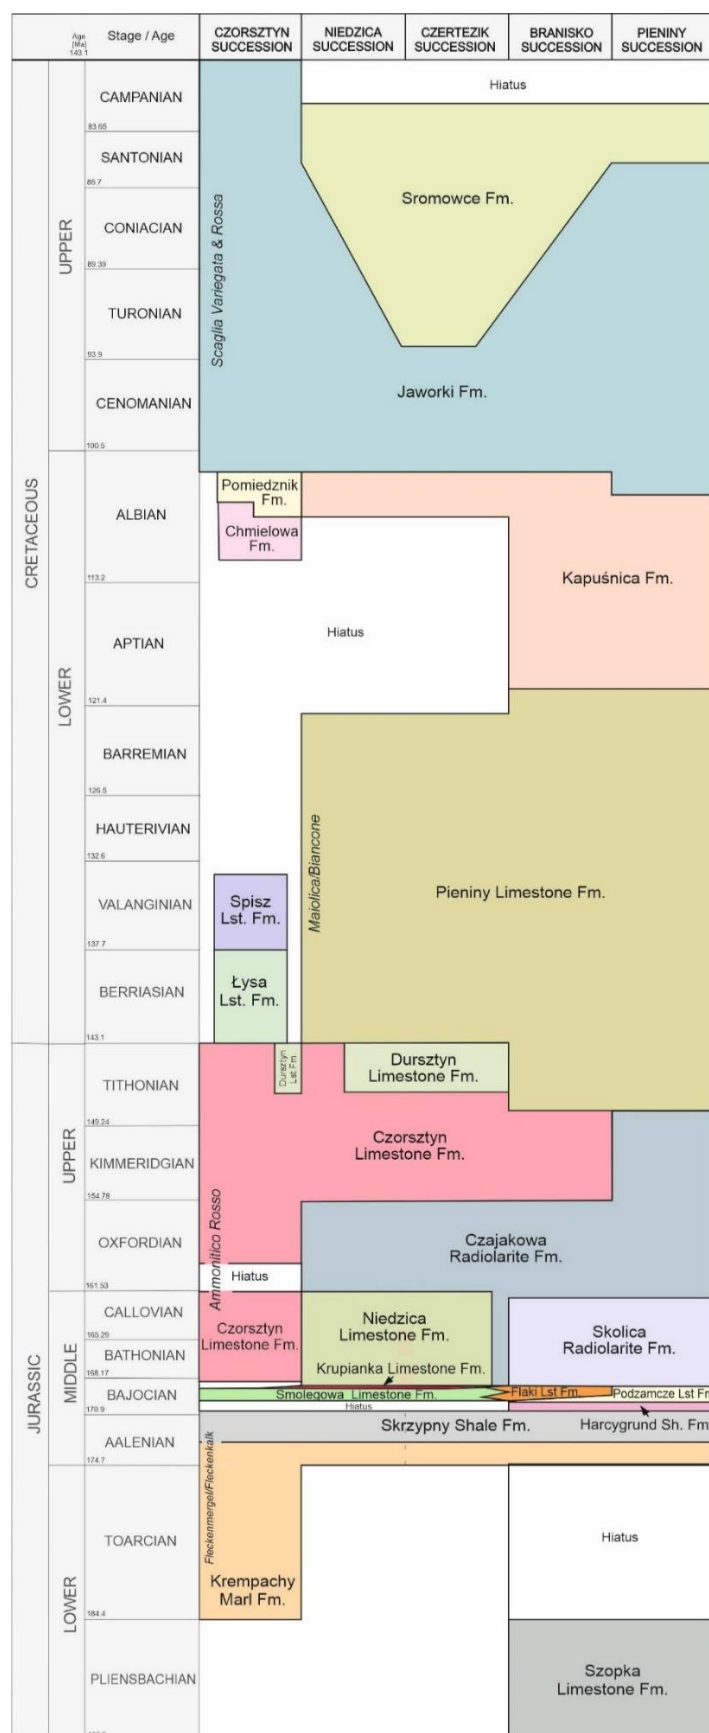 Age
[Ma]
143.1
Stage / Age
CZORSZTYN
SUCCESSION
NIEDZICA
SUCCESSION
CZERTEZIK
SUCCESSION
BRANISKO
SUCCESSION
PIENINY
SUCCESSION
CRETACEOUS
UPPER
CAMPANIAN
83.65
SANTONIAN
85.7
CONIACIAN
89.39
TURONIAN
93.9
CENOMANIAN
100.5
LOWER
ALBIAN
113.2
APTIAN
121.4
BARREMIAN
126.5
HAUTERIVIAN
132.6
VALANGINIAN
137.7
BERRIASIAN
143.1
JURASSIC
UPPER
TITHONIAN
149.24
KIMMERIDGIAN
154.78
OXFORDIAN
161.53
MIDDLE
CALLOVIAN
165.29
BATHONIAN
168.17
BAJOCIAN
170.9
AALENIAN
174.7
LOWER
TOARCIAN
184.4
PLIENSBACHIAN
Hiatus
Sromowce Fm.
Scaglia Variegata & Rossa
Jaworki Fm.
Pomiedznik
Fm.
Chmielowa
Fm.
Kapuśnica Fm.
Hiatus
Maiolica/Biancone
Pieniny Limestone Fm.
Spisz
Lst. Fm.
Łysa
Lst. Fm.
Dursztyn
Lst Fm.
Dursztyn
Limestone Fm.
Czorsztyn
Limestone Fm.
Ammonitico Rosso
Czajakowa
Radiolarite Fm.
Hiatus
Czorsztyn
Limestone Fm.
Niedzica
Limestone Fm.
Skolica
Radiolarite Fm.
Krupianka Limestone Fm.
Smolegowa Limestone Fm.
Flaki Lst Fm.
Podzamcze Lst Fm
Hiatus
Skrzypny Shale Fm.
Harcygrund Sh. Fm
Fleckenmergel/Fleckenkalk
Krempachy
Marl Fm.
Hiatus
Szopka
Limestone Fm.